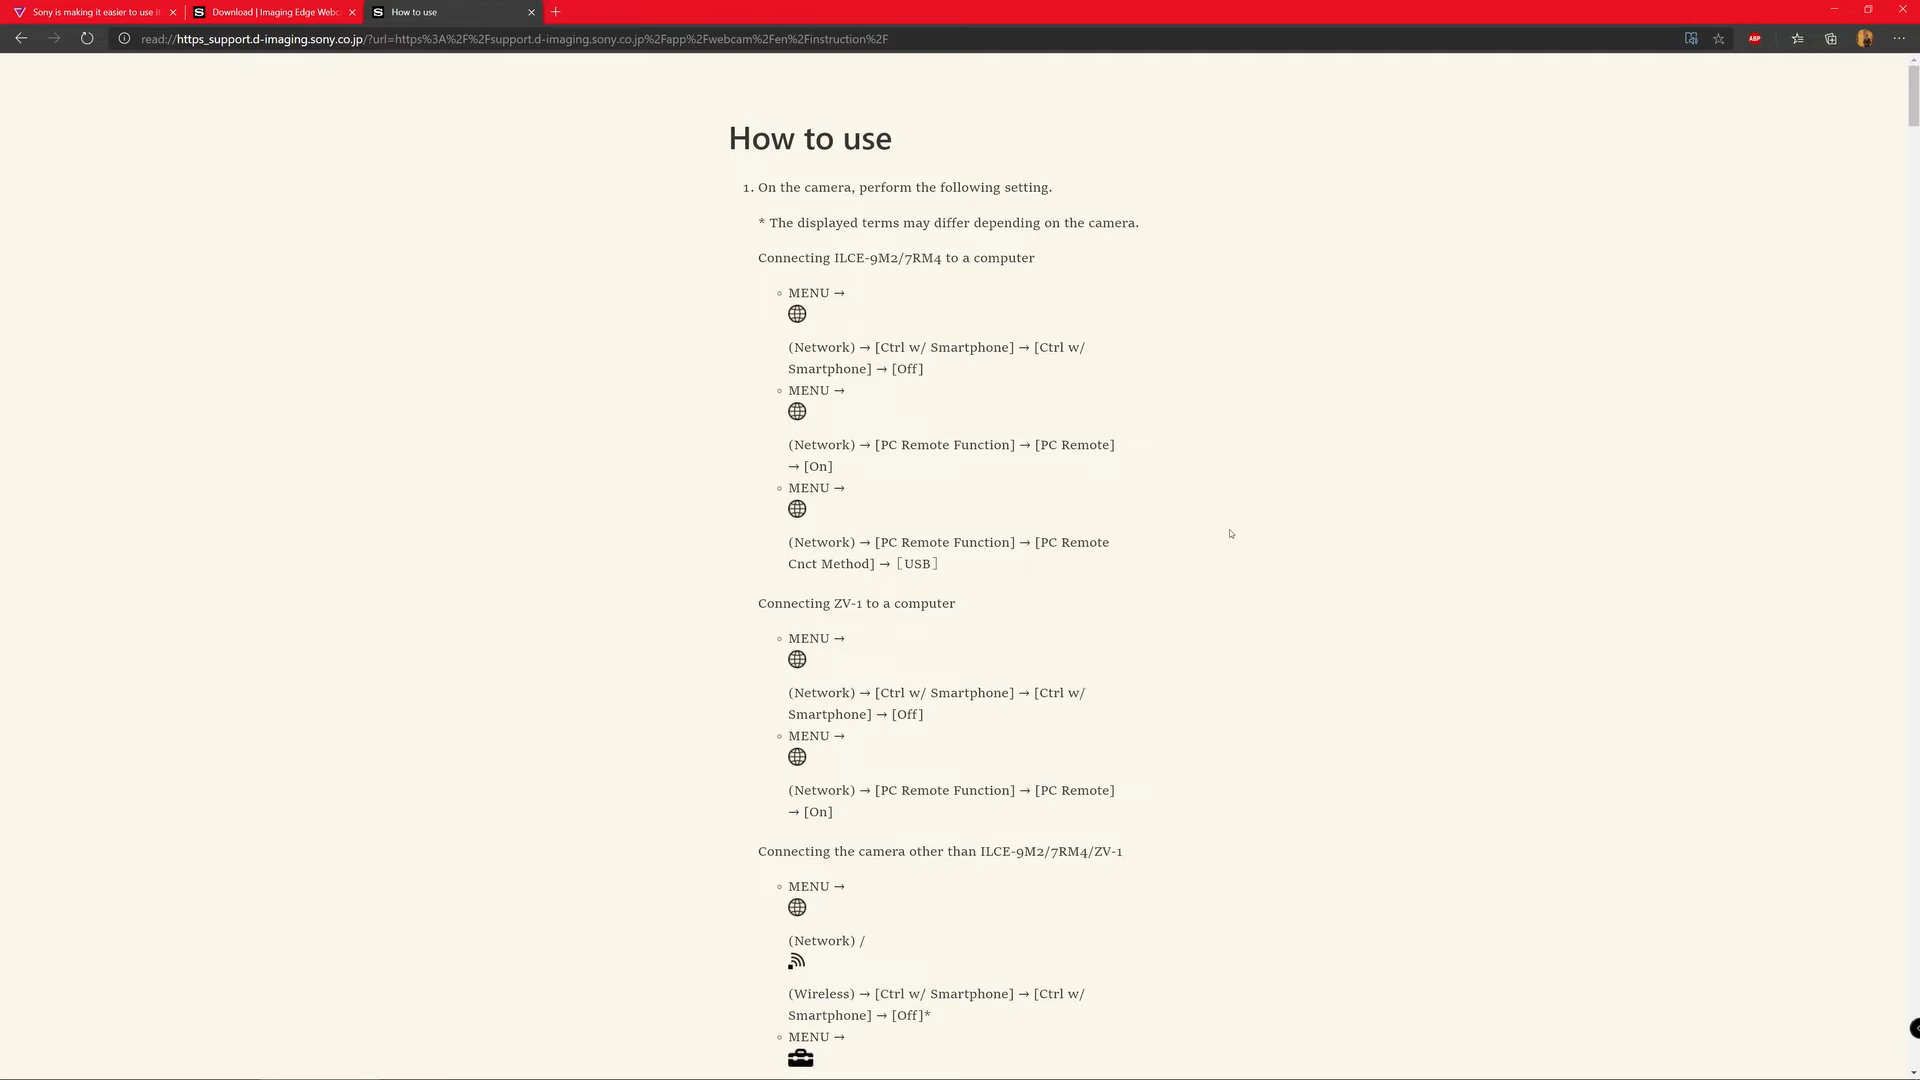 Sony is making it easier to use it
Download | Imaging Edge Webc
How to use
read://https_support.d-imaging.sony.co.jp/?url=https%3A%2F%2Fsupport.d-imaging.sony.co.jp%2Fapp%2Fwebcam%2Fen%2Finstruction%2F
ABP
How to use
1. On the camera, perform the following setting.
* The displayed terms may differ depending on the camera.
Connecting ILCE-9M2/7RM4 to a computer
MENU →
(Network) → [Ctrl w/ Smartphone] → [Ctrl w/
Smartphone] → [Off]
MENU →
(Network) → [PC Remote Function] → [PC Remote]
→ [On]
MENU →
(Network) → [PC Remote Function] → [PC Remote
Cnct Method] → ［USB］
Connecting ZV-1 to a computer
MENU →
(Network) → [Ctrl w/ Smartphone] → [Ctrl w/
Smartphone] → [Off]
MENU →
(Network) → [PC Remote Function] → [PC Remote]
→ [On]
Connecting the camera other than ILCE-9M2/7RM4/ZV-1
MENU →
(Network) /
(Wireless) → [Ctrl w/ Smartphone] → [Ctrl w/
Smartphone] → [Off]*
MENU →